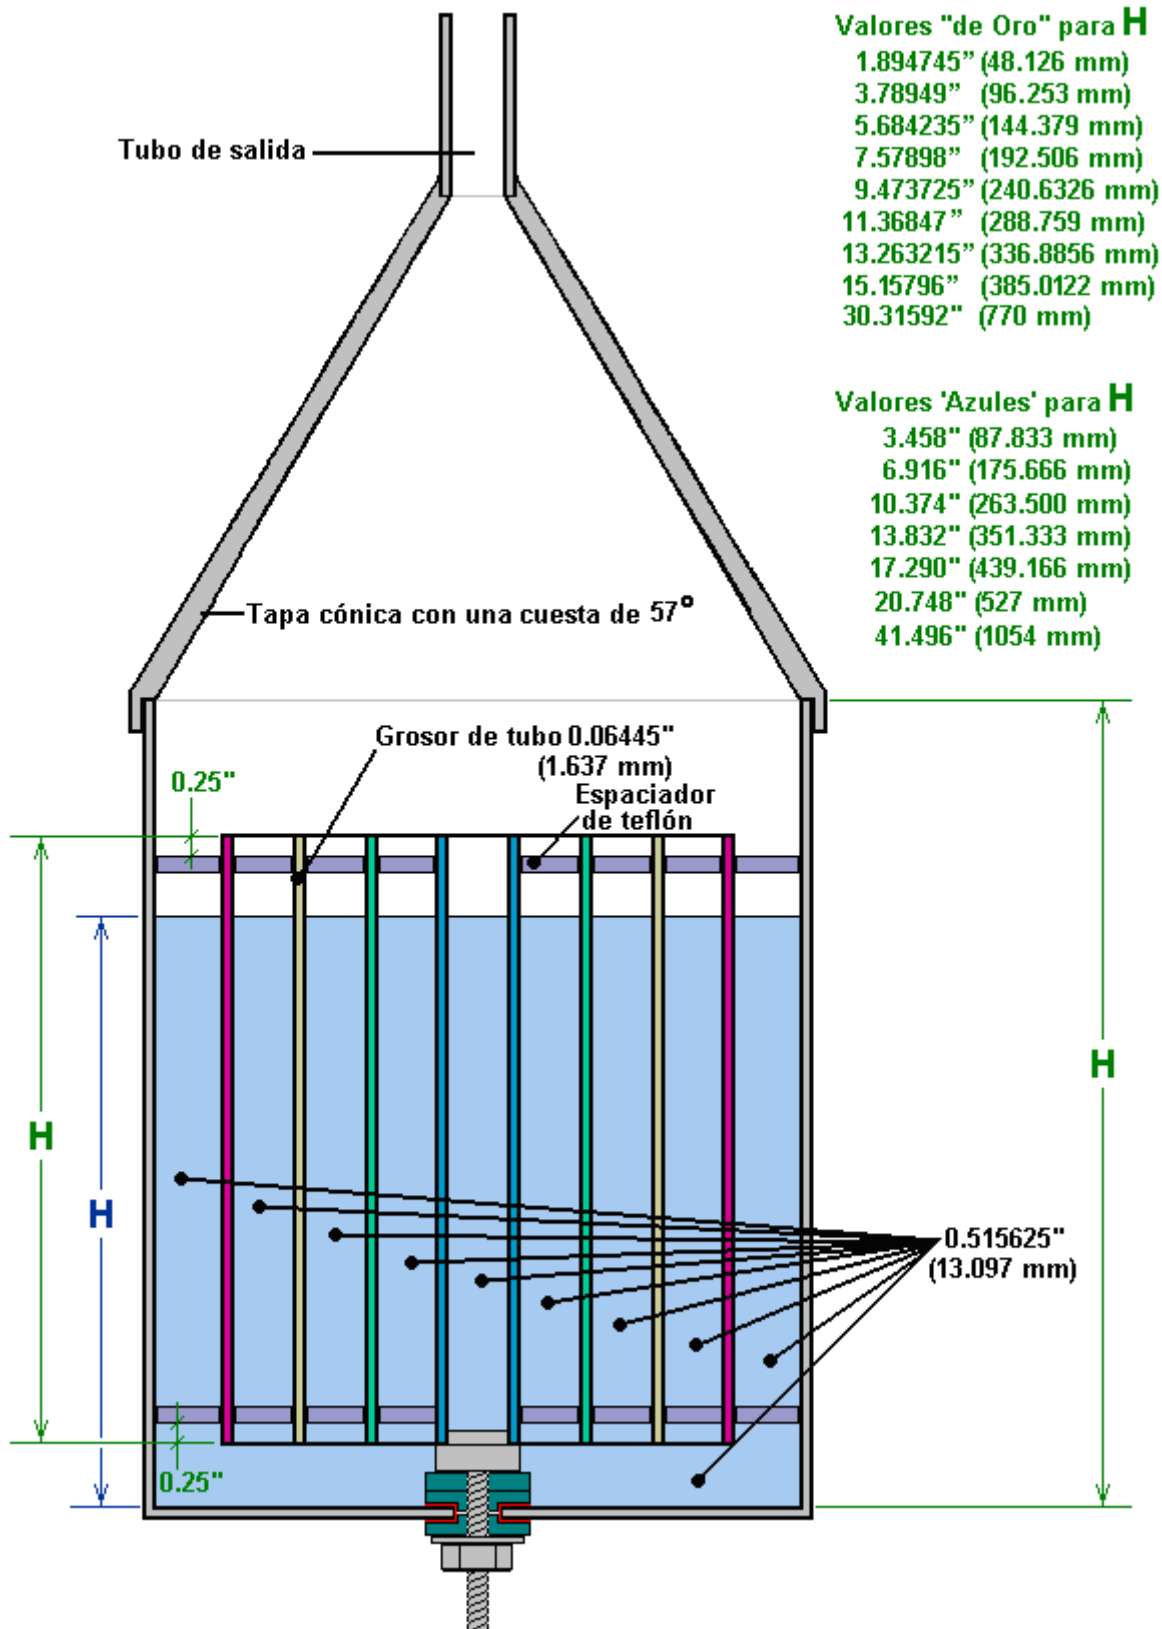 Valores "de Oro" para H
1.894745” (48.126 mm)
3.78949” (96.253 mm)
5.684235” (144.379 mm)
7.57898” (192.506 mm)
9.473725” (240.6326 mm)
11.36847” (288.759 mm)
13.263215” (336.8856 mm)
15.15796” (385.0122 mm)
30.31592" (770 mm)
Tubo de salida
Valores 'Azules' para H
3.458" (87.833 mm)
6.916" (175.666 mm)
10.374" (263.500 mm)
13.832" (351.333 mm)
17.290" (439.166 mm)
20.748" (527 mm)
41.496" (1054 mm)
Tapa cónica con una cuesta de 57°
Grosor de tubo 0.06445"
(1.637 mm)
0.25"
Espaciador
de teflón
H
H
H
0.515625"
(13.097 mm)
0.25"